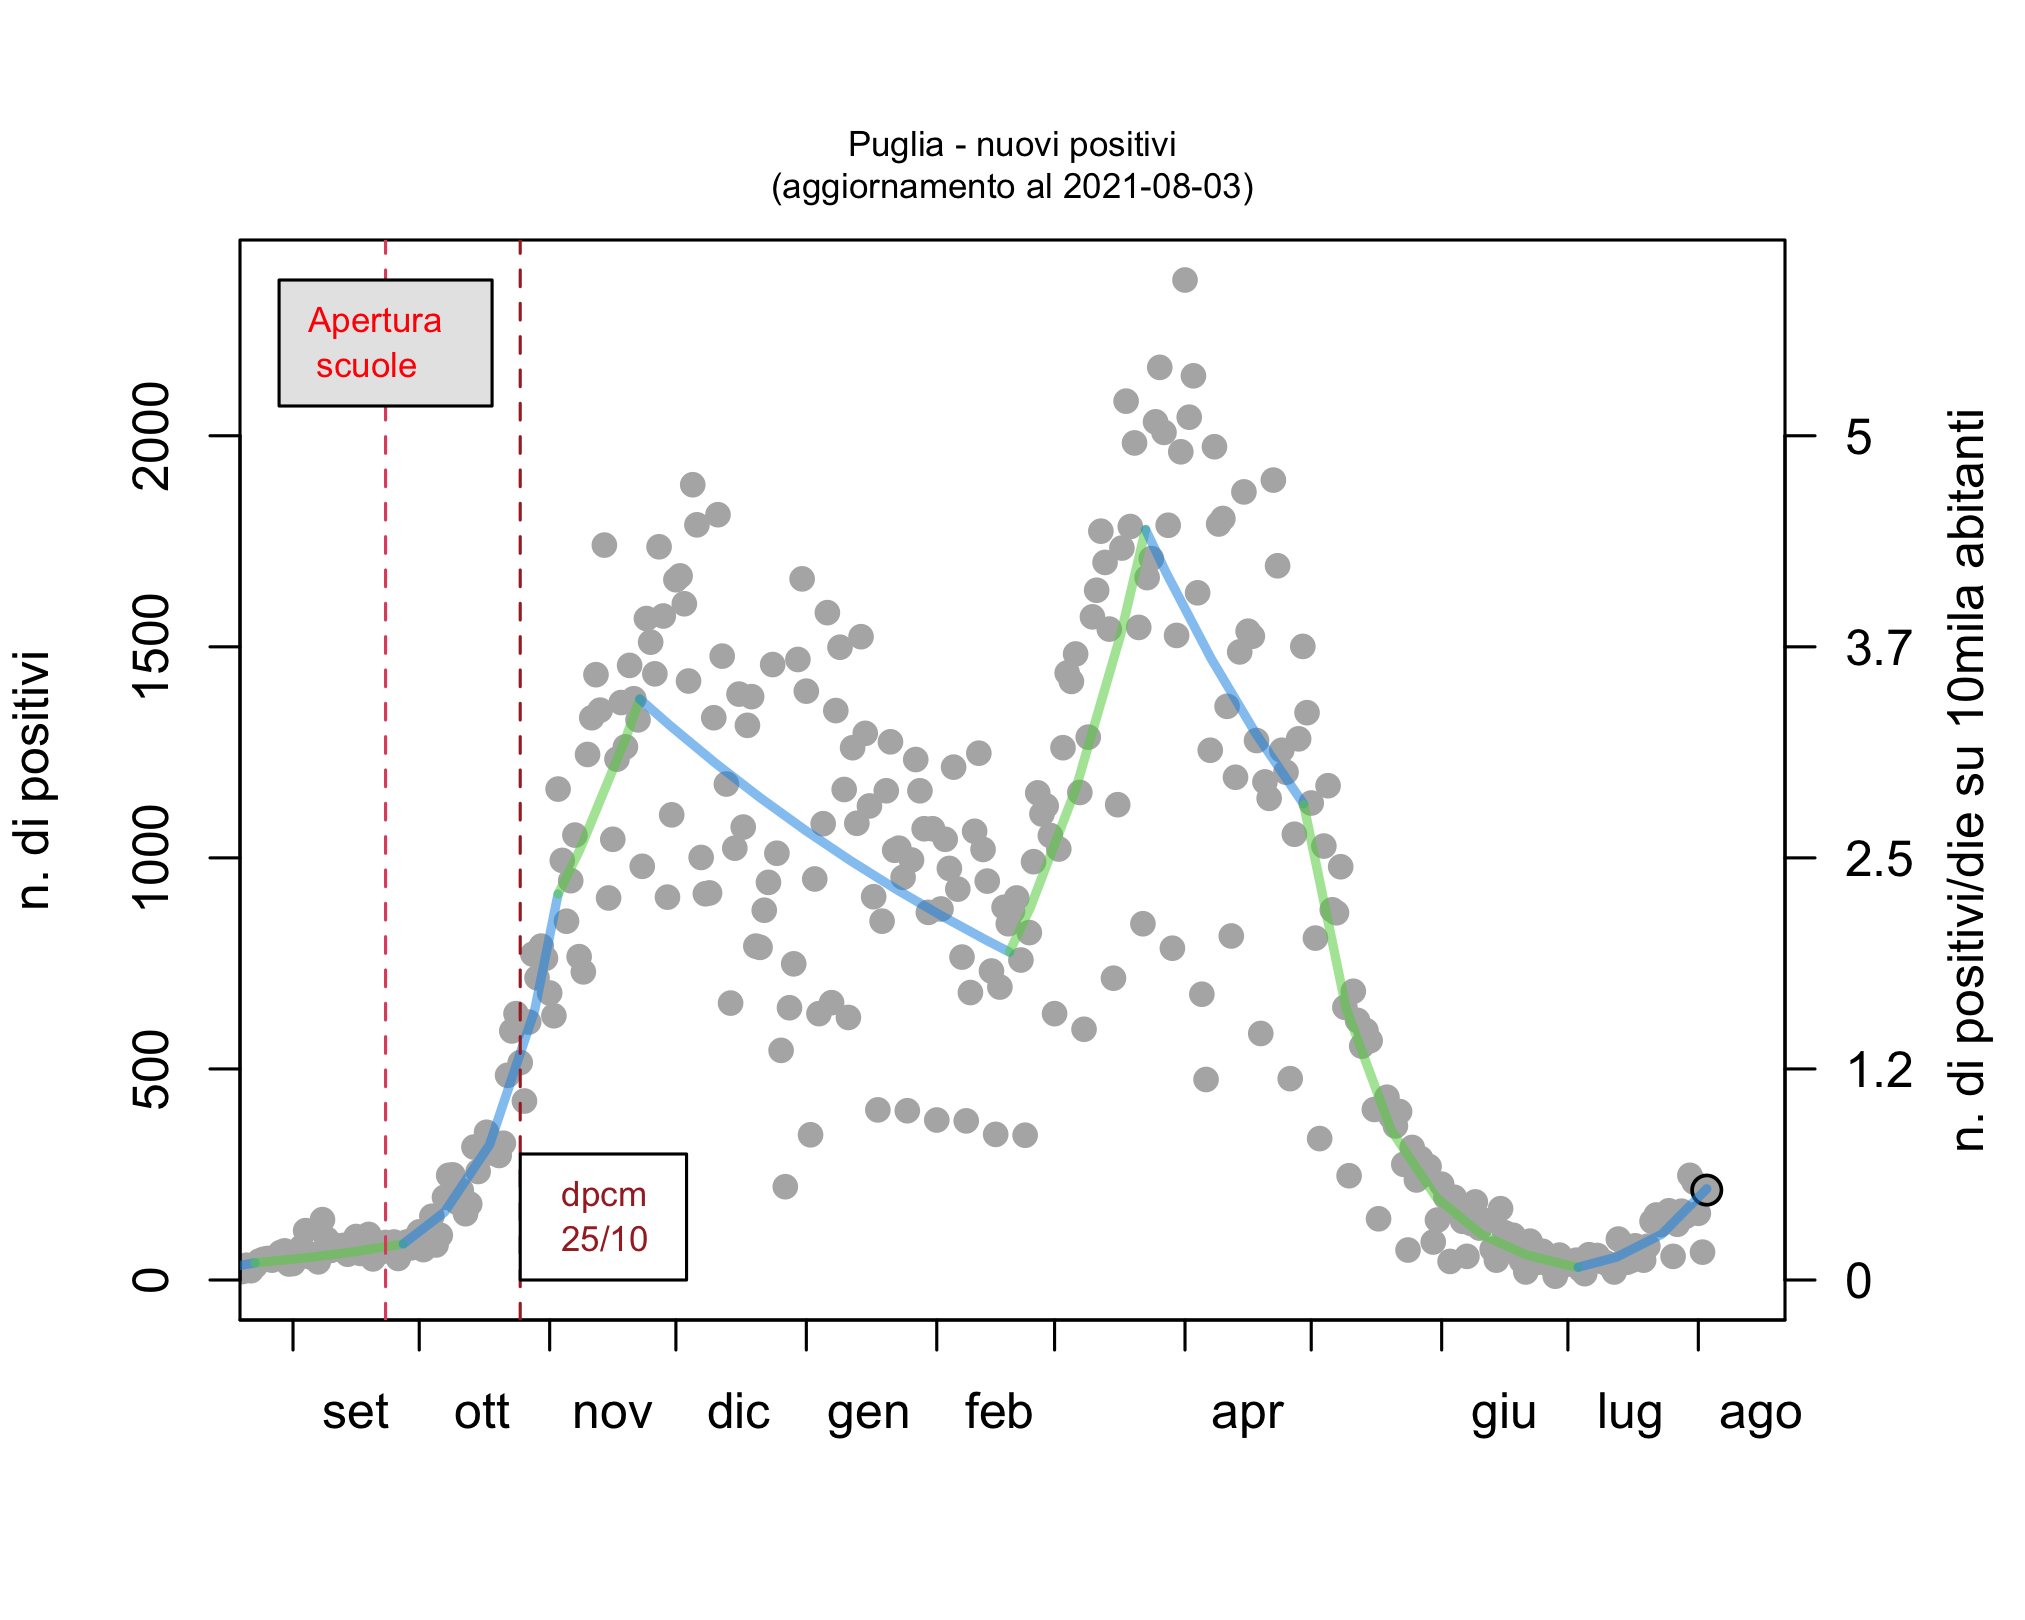 Puglia - nuovi positivi
(aggiornamento al 2021-08-03)
Apertura
scuole
dpcm
25/10
n. di positivi
0
500
1000
1500
2000
n. di positivi/die su 10mila abitanti
0
1.2
2.5
3.7
5
set ott nov dic gen feb apr giu lug ago